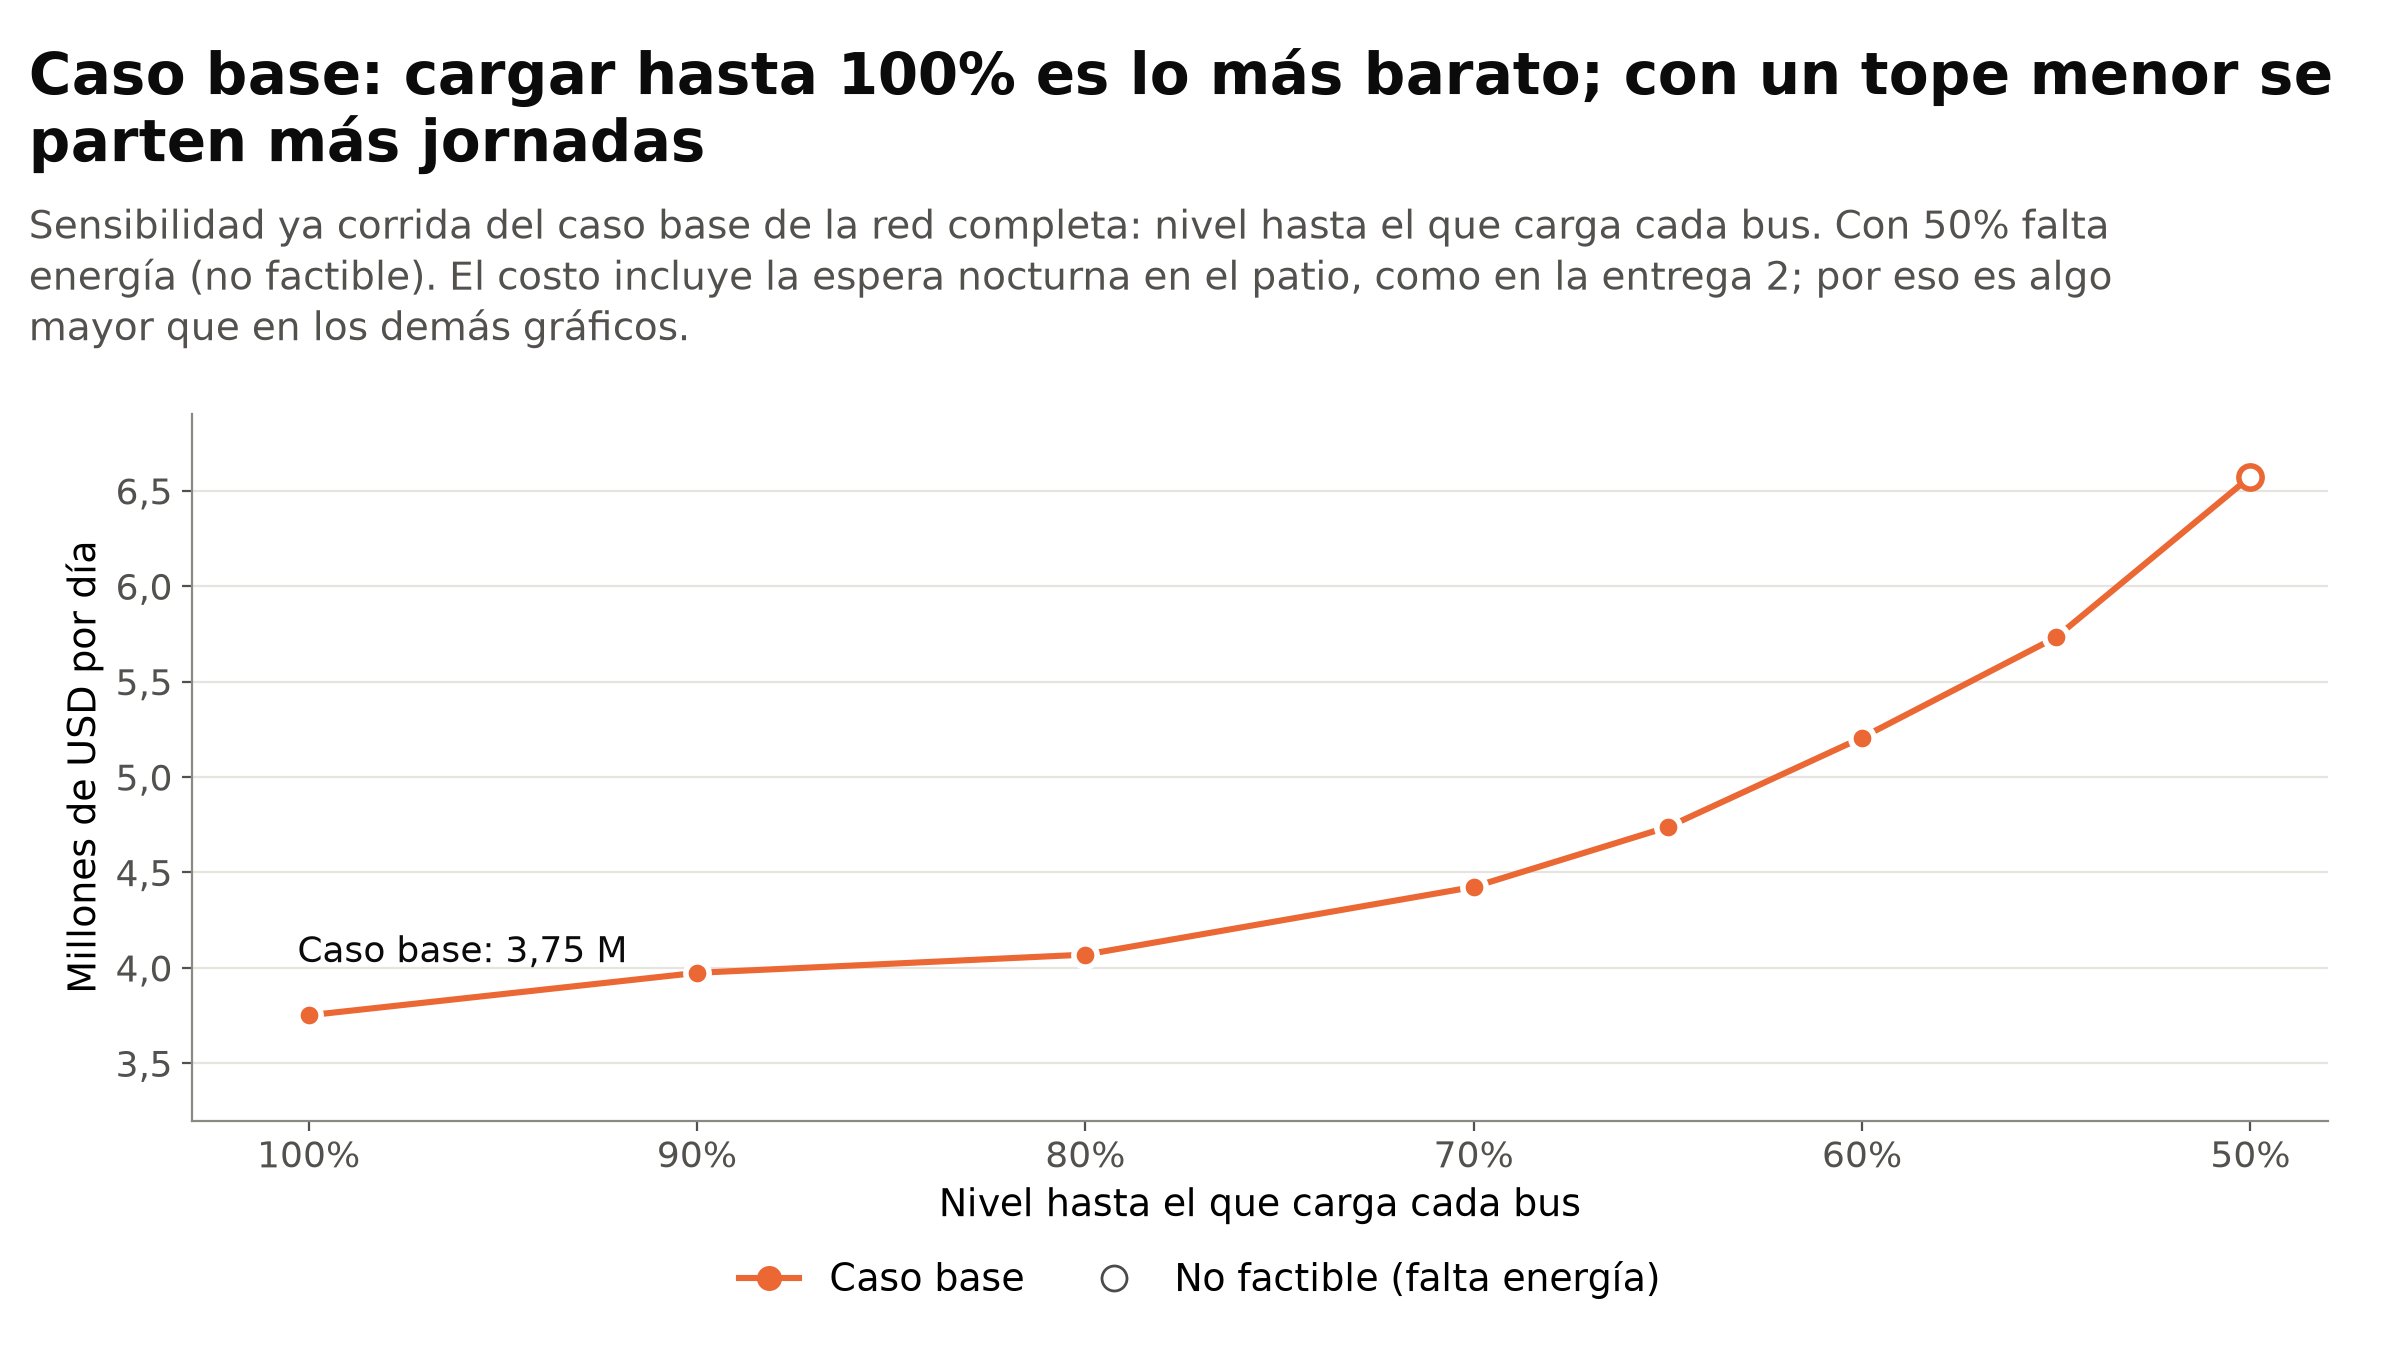 Caso base: cargar hasta 100% es lo más barato; con un tope menor se
parten más jornadas
Sensibilidad ya corrida del caso base de la red completa: nivel hasta el que carga cada bus. Con 50% falta
energía (no factible). El costo incluye la espera nocturna en el patio, como en la entrega 2; por eso es algo
mayor que en los demás gráficos.
Millones de USD por día
6,5
6,0
5,5
5,0
4,5
4,0
3,5
Caso base: 3,75 M
100%
90%
80%
70%
60%
50%
Nivel hasta el que carga cada bus
Caso base
No factible (falta energía)